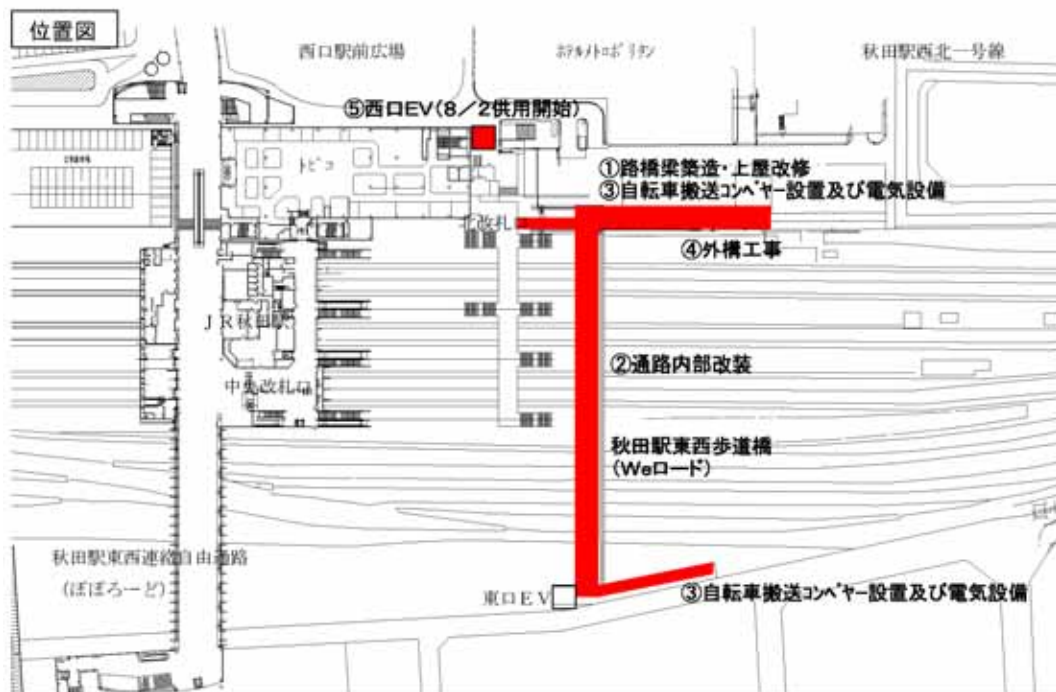 位置図
西口駅前広場
ホテルメトロポリタン
秋田駅西北一号線
⑤西口EV(8/2供用開始)
トピコ
①路橋梁築造・上屋改修
③自転車搬送コンベヤー設置及び電気設備
北改札
④外構工事
JR秋田駅
②通路内部改装
中央改札口
秋田駅東西歩道橋
(Weロード)
秋田駅東西連絡自由通路
(ぽぽろーど)
東口EV
③自転車搬送コンベヤー設置及び電気設備